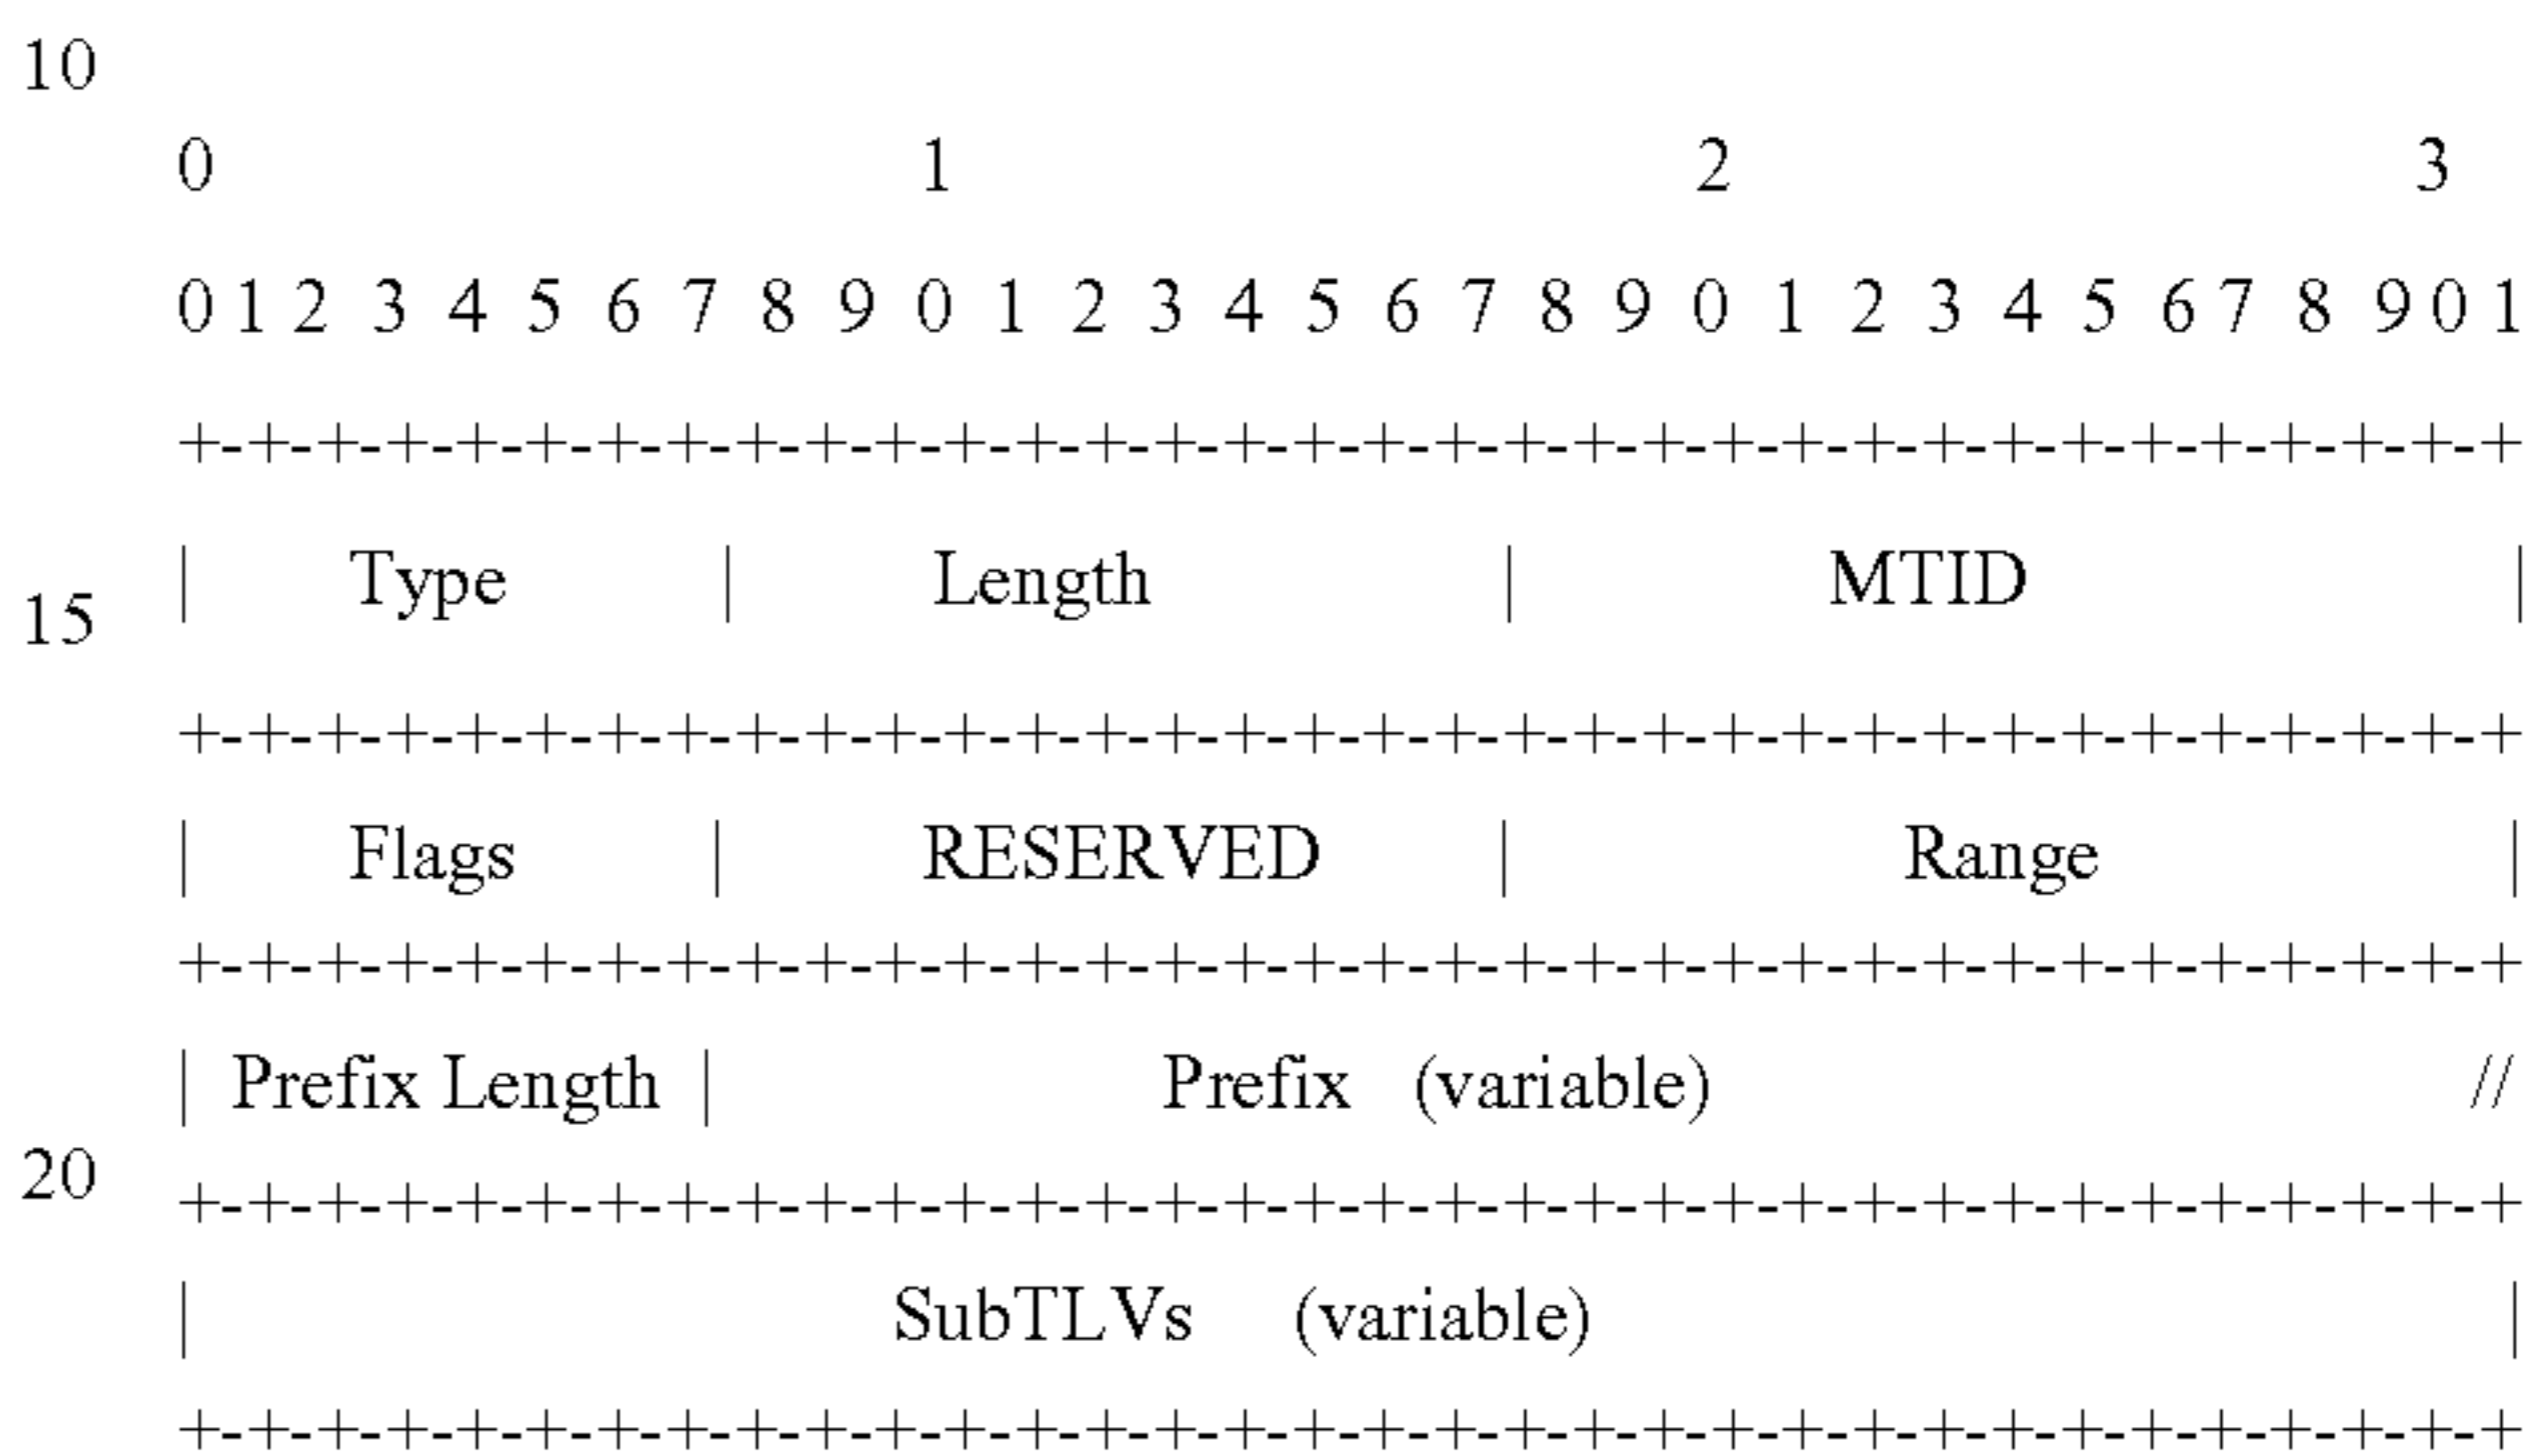 10
0 1 2 3
0 1 2 3 4 5 6 7 8 9 0 1 2 3 4 5 6 7 8 9 0 1 2 3 4 5 6 7 8 9 0 1
+-+-+-+-+-+-+-+-+-+-+-+-+-+-+-+-+-+-+-+-+-+-+-+-+-+-+-+-+-+-+-+-+-+
15 | Type | Length | MTID |
+-+-+-+-+-+-+-+-+-+-+-+-+-+-+-+-+-+-+-+-+-+-+-+-+-+-+-+-+-+-+-+-+-+
| Flags | RESERVED | Range |
+-+-+-+-+-+-+-+-+-+-+-+-+-+-+-+-+-+-+-+-+-+-+-+-+-+-+-+-+-+-+-+-+-+
| Prefix Length | Prefix (variable) //
20 +-+-+-+-+-+-+-+-+-+-+-+-+-+-+-+-+-+-+-+-+-+-+-+-+-+-+-+-+-+-+-+-+-+
| SubTLVs (variable) |
+-+-+-+-+-+-+-+-+-+-+-+-+-+-+-+-+-+-+-+-+-+-+-+-+-+-+-+-+-+-+-+-+-+